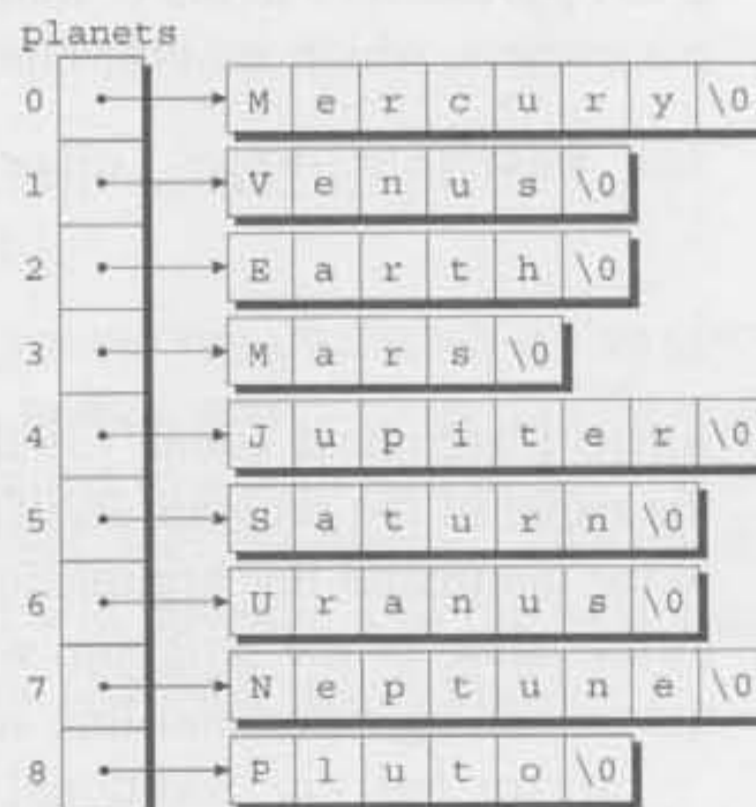 planets
0 M e r c u r y \0
1 V e n u s \0
2 E a r t h \0
3 M a r s \0
4 J u p i t e r \0
5 S a t u r n \0
6 U r a n u s \0
7 N e p t u n e \0
8 P l u t o \0